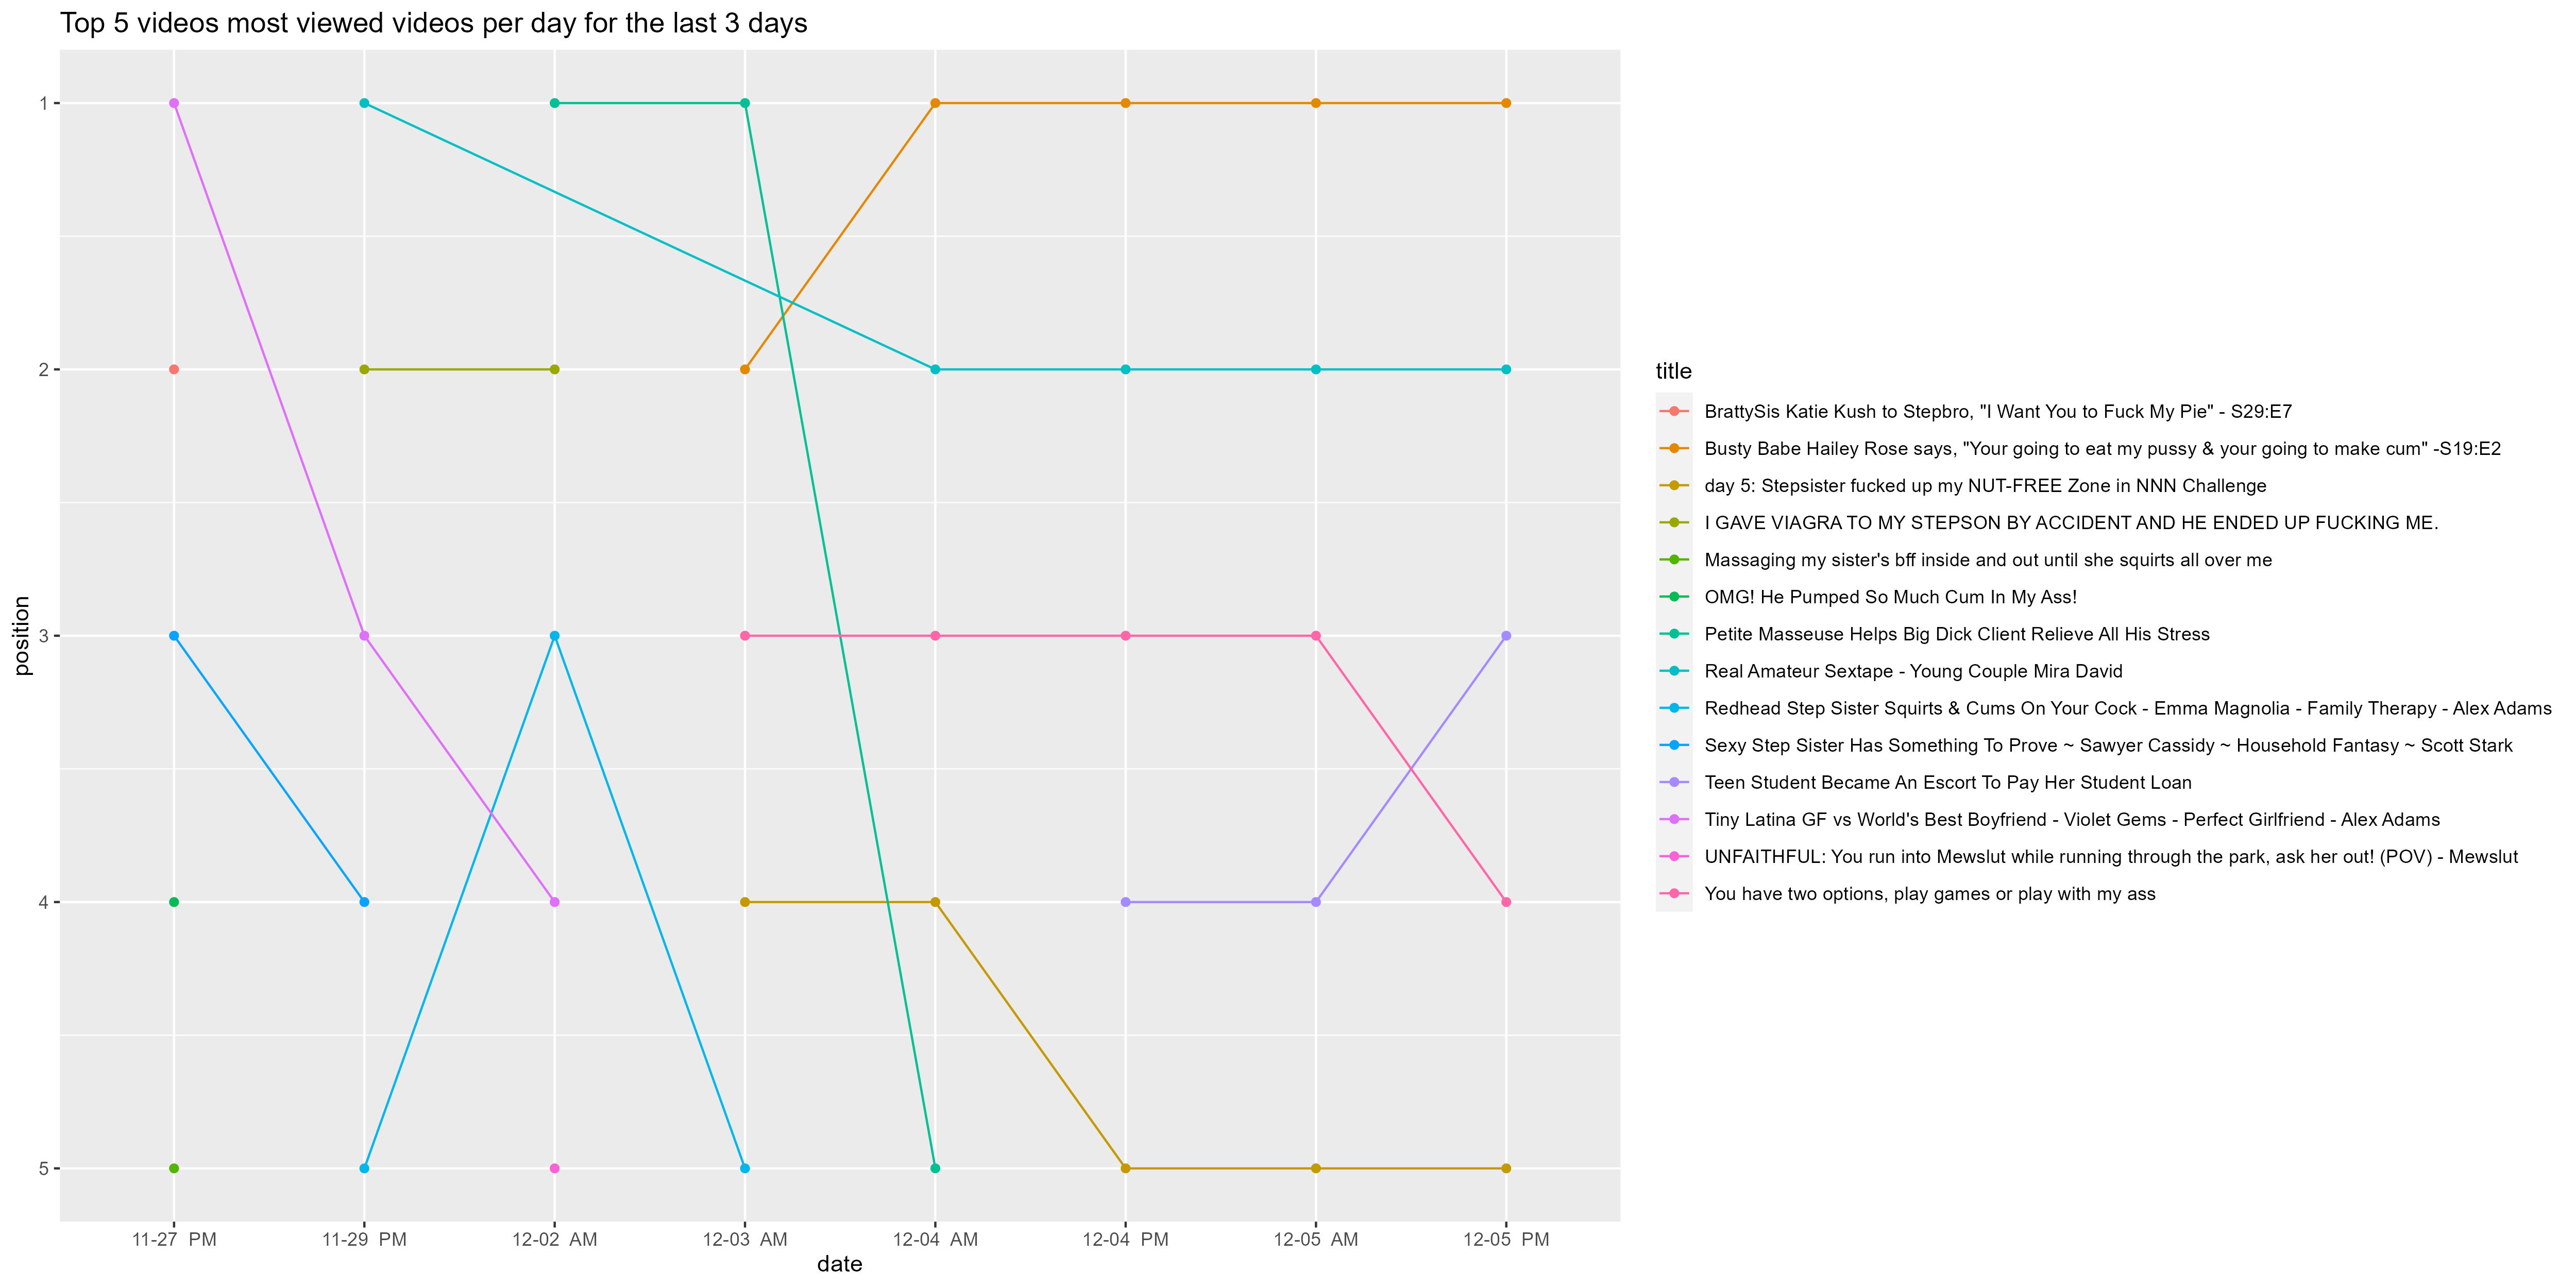 Top 5 videos most viewed videos per day for the last 3 days
position
1
2
3
4
5
11-27 PM
11-29 PM
12-02 AM
12-03 AM
12-04 AM
12-04 PM
12-05 AM
12-05 PM
date
title
BrattySis Katie Kush to Stepbro, "I Want You to Fuck My Pie" - S29:E7
Busty Babe Hailey Rose says, "Your going to eat my pussy & your going to make cum" -S19:E2
day 5: Stepsister fucked up my NUT-FREE Zone in NNN Challenge
I GAVE VIAGRA TO MY STEPSON BY ACCIDENT AND HE ENDED UP FUCKING ME.
Massaging my sister's bff inside and out until she squirts all over me
OMG! He Pumped So Much Cum In My Ass!
Petite Masseuse Helps Big Dick Client Relieve All His Stress
Real Amateur Sextape - Young Couple Mira David
Redhead Step Sister Squirts & Cums On Your Cock - Emma Magnolia - Family Therapy - Alex Adams
Sexy Step Sister Has Something To Prove ~ Sawyer Cassidy ~ Household Fantasy ~ Scott Stark
Teen Student Became An Escort To Pay Her Student Loan
Tiny Latina GF vs World's Best Boyfriend - Violet Gems - Perfect Girlfriend - Alex Adams
UNFAITHFUL: You run into Mewslut while running through the park, ask her out! (POV) - Mewslut
You have two options, play games or play with my ass